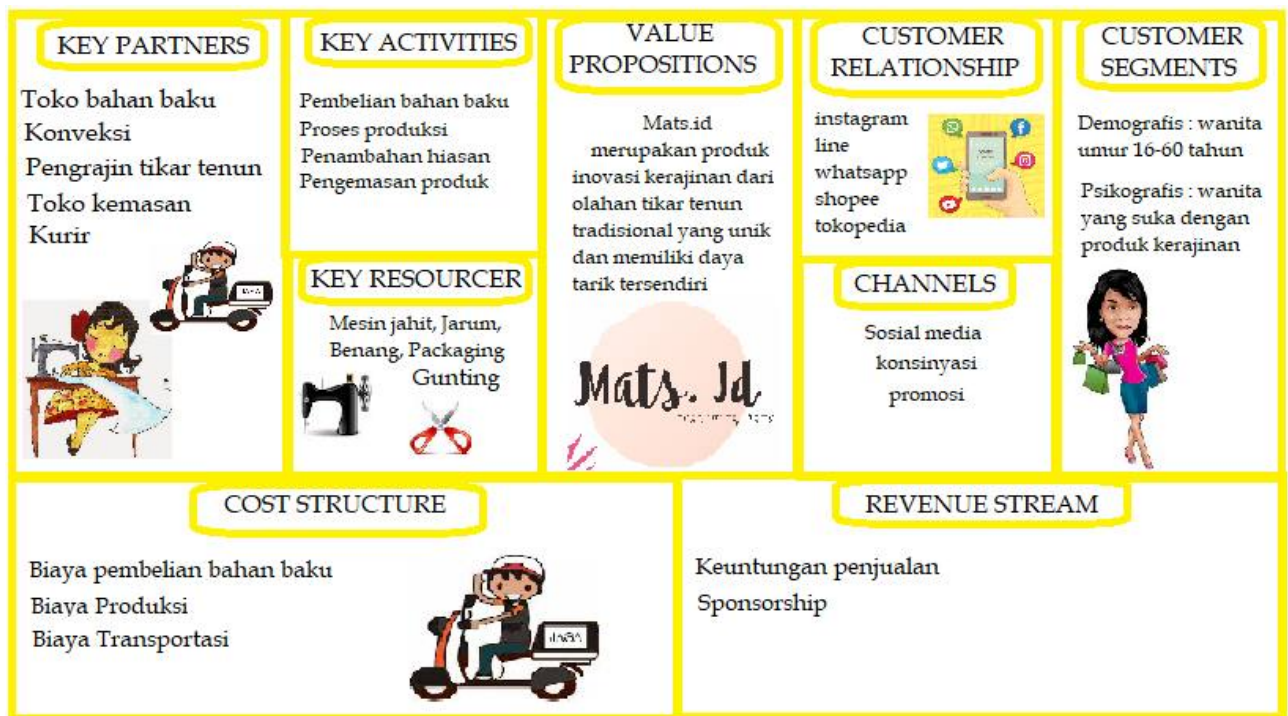 KEY PARTNERS
Toko bahan baku
Konveksi
Pengrajin tikar tenun
Toko kemasan
Kurir
KEY ACTIVITIES
Pembelian bahan baku
Proses produksi
Penambahan hiasan
Pengemasan produk
KEY RESOURCER
Mesin jahit, Jarum,
Benang, Packaging
Gunting
VALUE
PROPOSITIONS
Mats.id
merupakan produk
inovasi kerajinan dari
olahan tikar tenun
tradisional yang unik
dan memiliki daya
tarik tersendiri
Mats. Id
CUSTOMER
RELATIONSHIP
instagram
line
whatsapp
shopee
tokopedia
CHANNELS
Sosial media
konsinyasi
promosi
CUSTOMER
SEGMENTS
Demografis : wanita
umur 16-60 tahun
Psikografis : wanita
yang suka dengan
produk kerajinan
COST STRUCTURE
Biaya pembelian bahan baku
Biaya Produksi
Biaya Transportasi
REVENUE STREAM
Keuntungan penjualan
Sponsorship